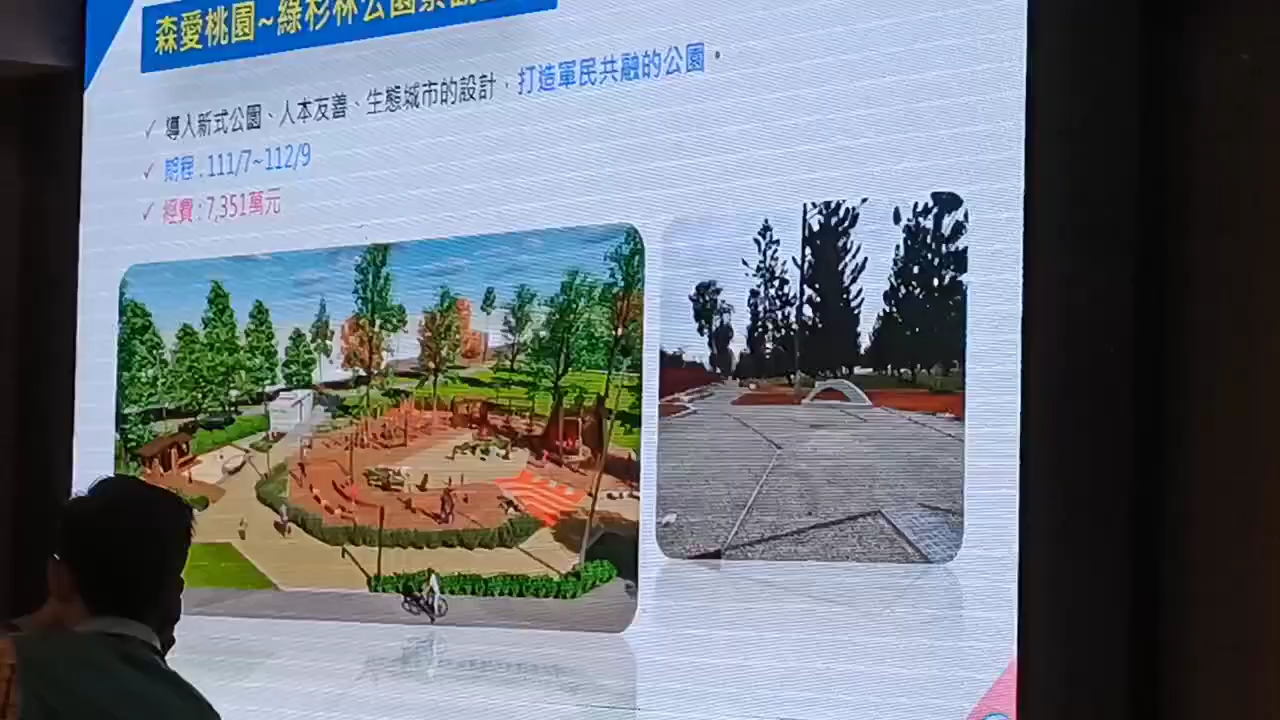 森愛桃園~綠杉林公園景觀
✓ 導入新式公園、人本友善、生態城市的設計，打造軍民共融的公園。
✓ 期程:111/7~112/9
✓ 經費:7,351萬元